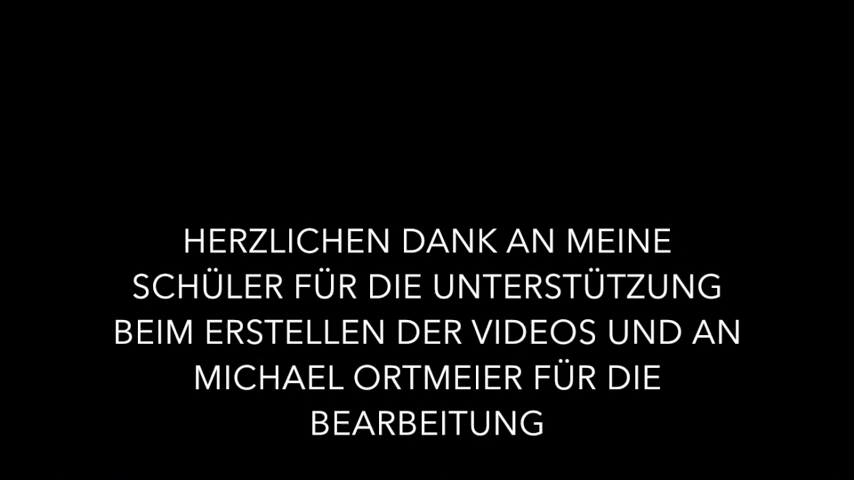 HERZLICHEN DANK AN MEINE
SCHÜLER FÜR DIE UNTERSTÜTZUNG
BEIM ERSTELLEN DER VIDEOS UND AN
MICHAEL ORTMEIER FÜR DIE
BEARBEITUNG